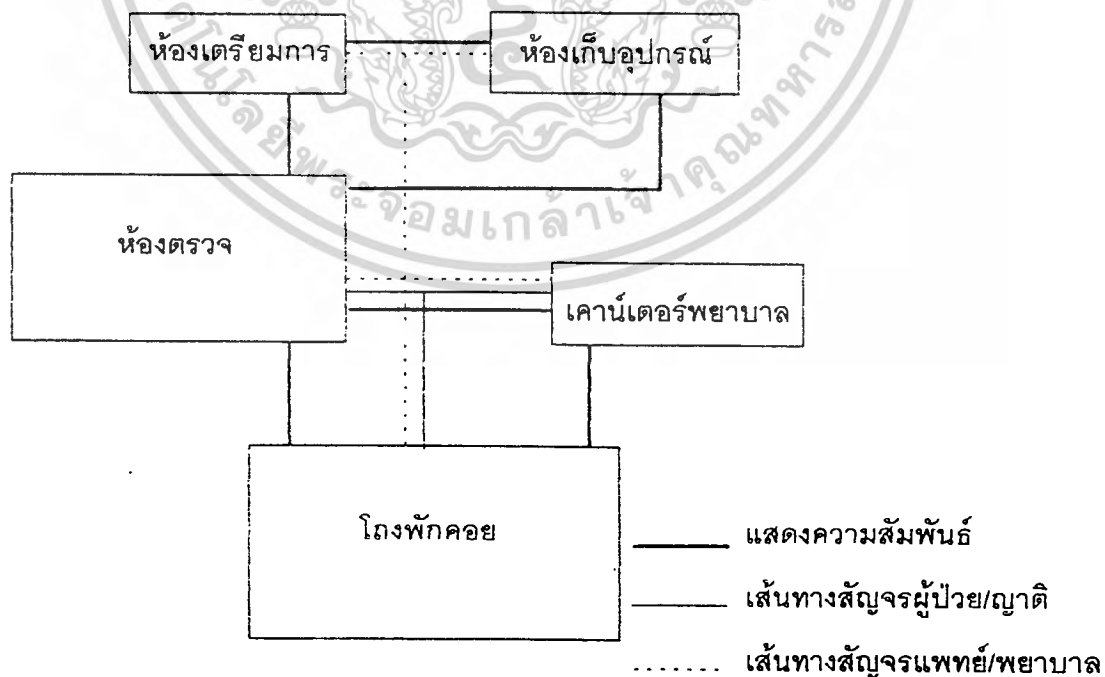 ห้องเตรียมการ
ห้องเก็บอุปกรณ์
ห้องตรวจ
เคาน์เตอร์พยาบาล
โถงพักคอย
แสดงความสัมพันธ์
เส้นทางสัญจรผู้ป่วย/ญาติ
เส้นทางสัญจรแพทย์/พยาบาล